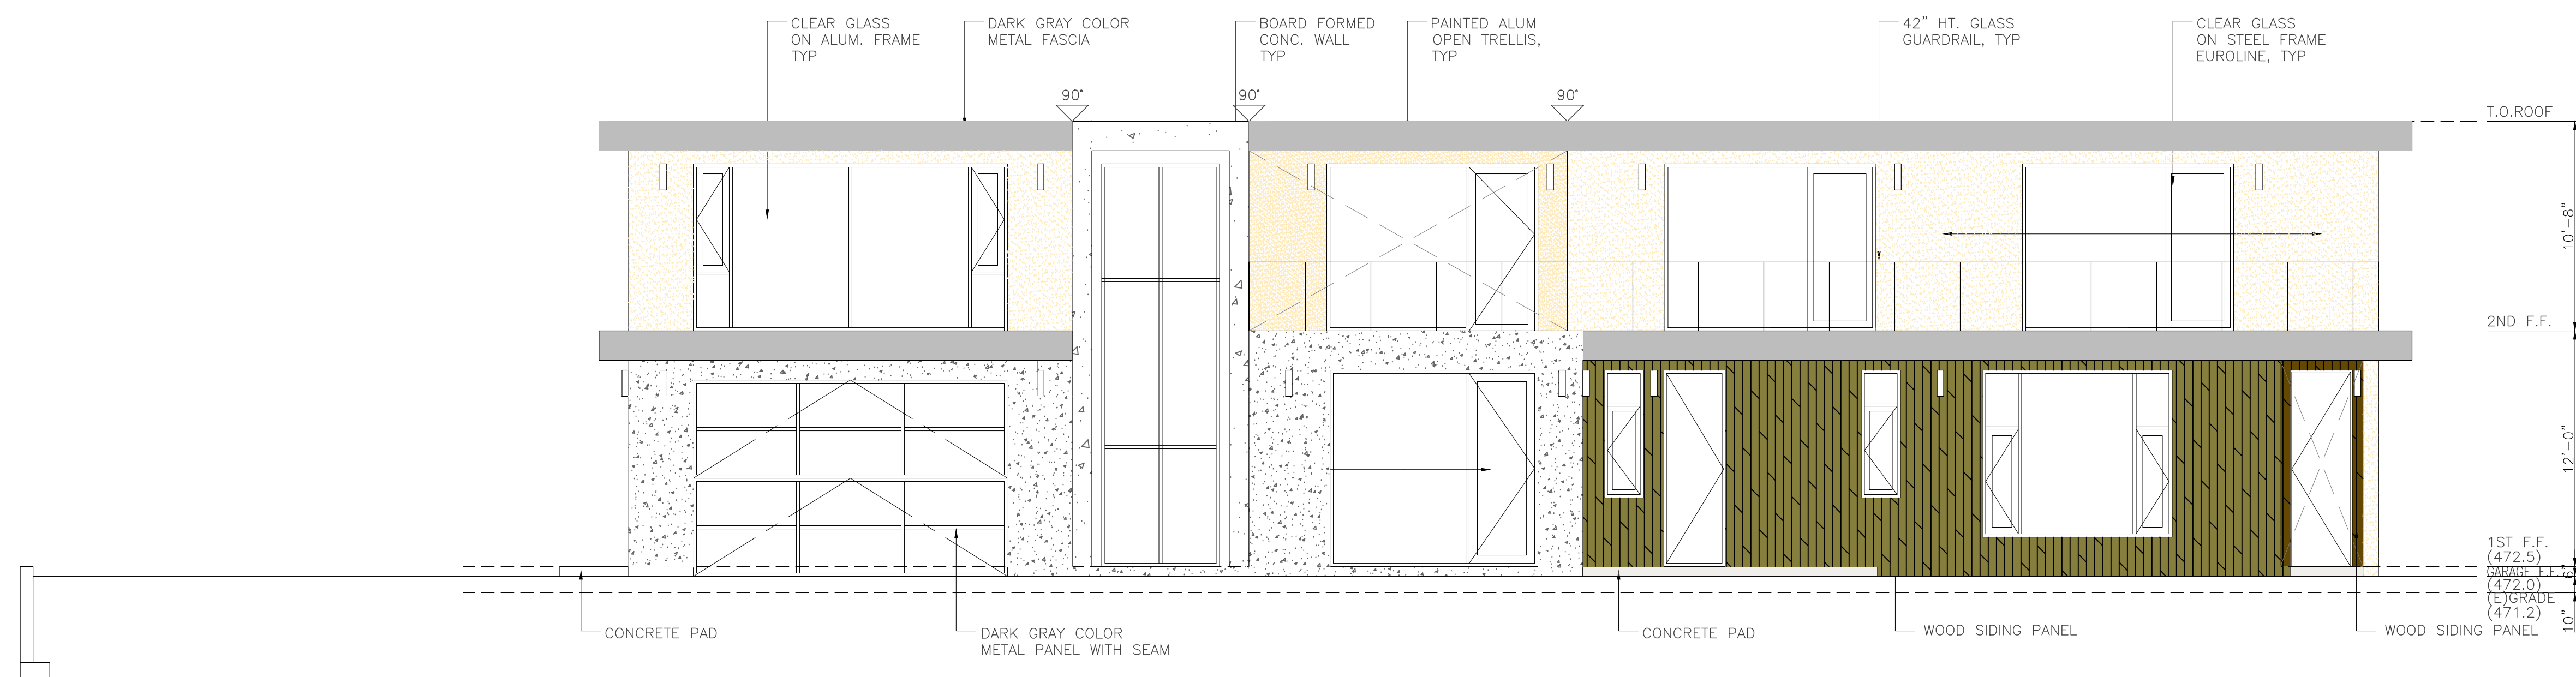 CLEAR GLASS
ON ALUM. FRAME
TYP
DARK GRAY COLOR
METAL FASCIA
BOARD FORMED
CONC. WALL
TYP
PAINTED ALUM
OPEN TRELLIS,
TYP
42" HT. GLASS
GUARDRAIL, TYP
CLEAR GLASS
ON STEEL FRAME
EUROLINE, TYP
90°
90°
90°
T.O.ROOF
10'-8"
2ND F.F.
12'-0"
1ST F.F.
(472.5)
GARAGE F.F.
6"
(472.0)
(E)GRADE
(471.2)
10"
CONCRETE PAD
DARK GRAY COLOR
METAL PANEL WITH SEAM
CONCRETE PAD
WOOD SIDING PANEL
WOOD SIDING PANEL